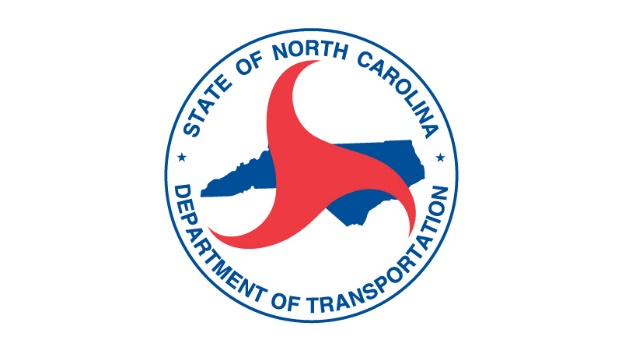 STATE OF NORTH CAROLINA
DEPARTMENT OF TRANSPORTATION